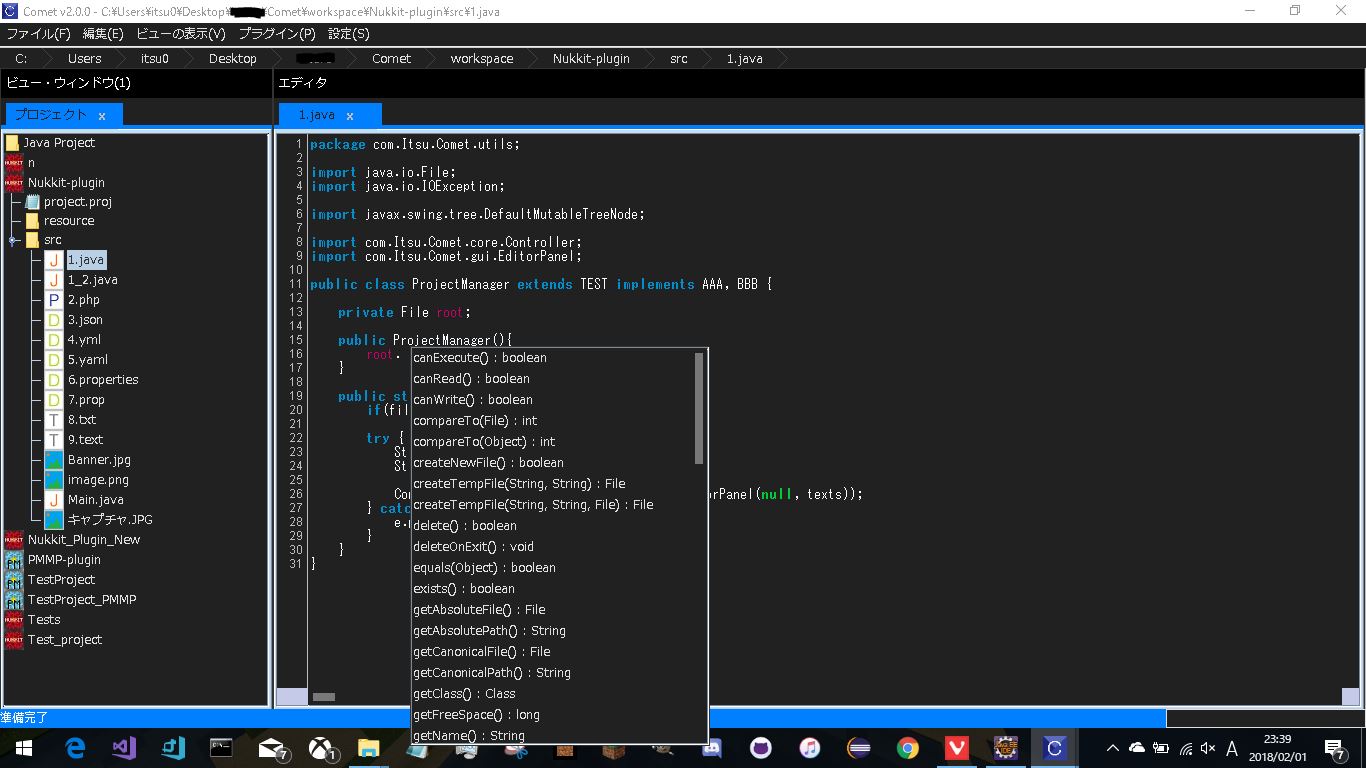 Comet v2.0.0 - C:¥Users¥itsu0¥Desktop¥ ¥Comet¥workspace¥Nukkit-plugin¥src¥1.java
ファイル(F) 編集(E) ビューの表示(V) プラグイン(P) 設定(S)
C: Users itsu0 Desktop Comet workspace Nukkit-plugin src 1.java
ビュー・ウィンドウ(1)
プロジェクト x
Java Project
n
Nukkit-plugin
project.proj
resource
src
1.java
1_2.java
2.php
3.json
4.yml
5.yaml
6.properties
7.prop
8.txt
9.text
Banner.jpg
image.png
Main.java
キャプチャ.JPG
Nukkit_Plugin_New
PMMP-plugin
TestProject
TestProject_PMMP
Tests
Test_project
エディタ
1.java x
1 package com.Itsu.Comet.utils;
2
3 import java.io.File;
4 import java.io.IOException;
5
6 import javax.swing.tree.DefaultMutableTreeNode;
7
8 import com.Itsu.Comet.core.Controller;
9 import com.Itsu.Comet.gui.EditorPanel;
10
11 public class ProjectManager extends TEST implements AAA, BBB {
12
13 private File root;
14
15 public ProjectManager(){
16 root.
17 }
18
19 public st
20 if(fil
21
22 try {
23 St
24 St
25
26 Con rPanel(null, texts));
27 } catc
28 e.p
29 }
30 }
31 }
canExecute() : boolean
canRead() : boolean
canWrite() : boolean
compareTo(File) : int
compareTo(Object) : int
createNewFile() : boolean
createTempFile(String, String) : File
createTempFile(String, String, File) : File
delete() : boolean
deleteOnExit() : void
equals(Object) : boolean
exists() : boolean
getAbsoluteFile() : File
getAbsolutePath() : String
getCanonicalFile() : File
getCanonicalPath() : String
getClass() : Class
getFreeSpace() : long
getName() : String
準備完了
7
1
A
23:39
2018/02/01
7